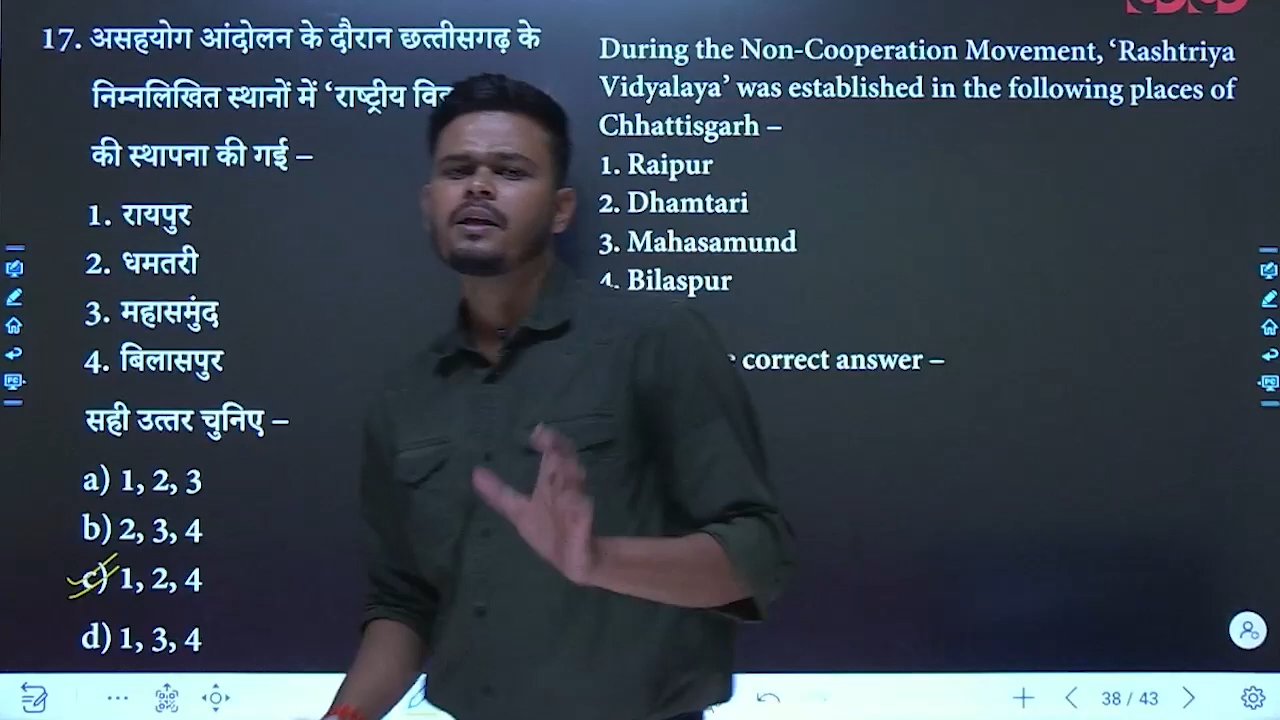 17. असहयोग आंदोलन के दौरान छत्तीसगढ़ के
निम्नलिखित स्थानों में ‘राष्ट्रीय
की स्थापना की गई –
1. रायपुर
2. धमतरी
3. महासमुंद
4. बिलासपुर
सही उत्तर चुनिए –
a) 1, 2, 3
b) 2, 3, 4
c) 1, 2, 4
d) 1, 3, 4
During the Non-Cooperation Movement, ‘Rashtriya
Vidyalaya’ was established in the following places of
Chhattisgarh –
1. Raipur
2. Dhamtari
3. Mahasamund
4. Bilaspur
correct answer –
38 / 43